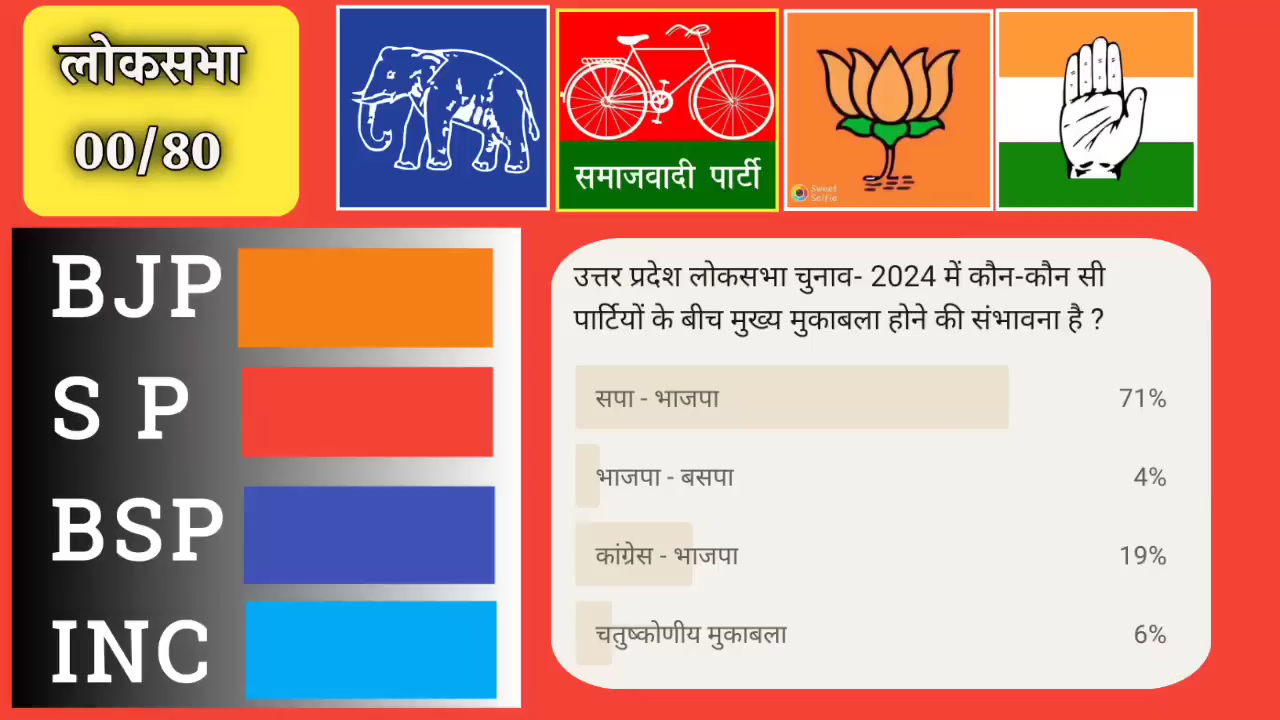 लोकसभा
00/80
समाजवादी पार्टी
Sweet
Selfie
BJP
S P
BSP
INC
उत्तर प्रदेश लोकसभा चुनाव- 2024 में कौन-कौन सी
पार्टियों के बीच मुख्य मुकाबला होने की संभावना है ?
सपा - भाजपा 71%
भाजपा - बसपा 4%
कांग्रेस - भाजपा 19%
चतुष्कोणीय मुकाबला 6%